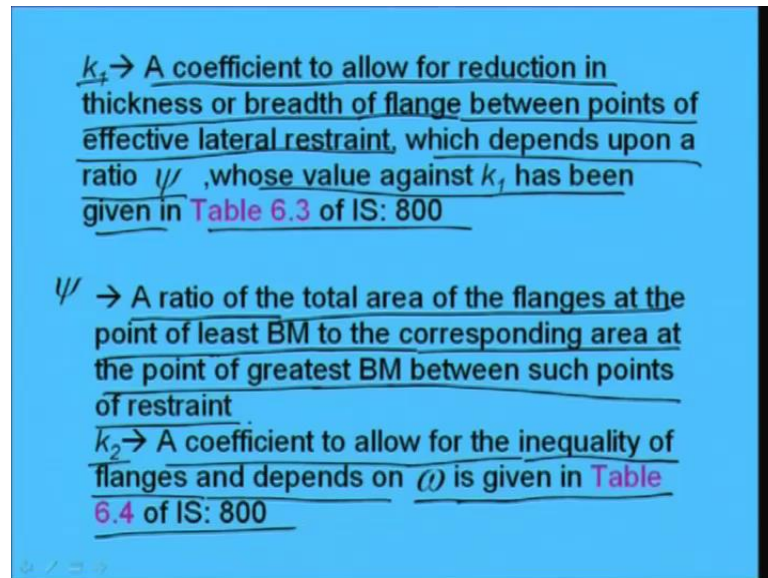 k₁→ A coefficient to allow for reduction in
thickness or breadth of flange between points of
effective lateral restraint, which depends upon a
ratio ψ ,whose value against k₁ has been
given in Table 6.3 of IS: 800
ψ → A ratio of the total area of the flanges at the
point of least BM to the corresponding area at
the point of greatest BM between such points
of restraint
k₂→ A coefficient to allow for the inequality of
flanges and depends on ω is given in Table
6.4 of IS: 800